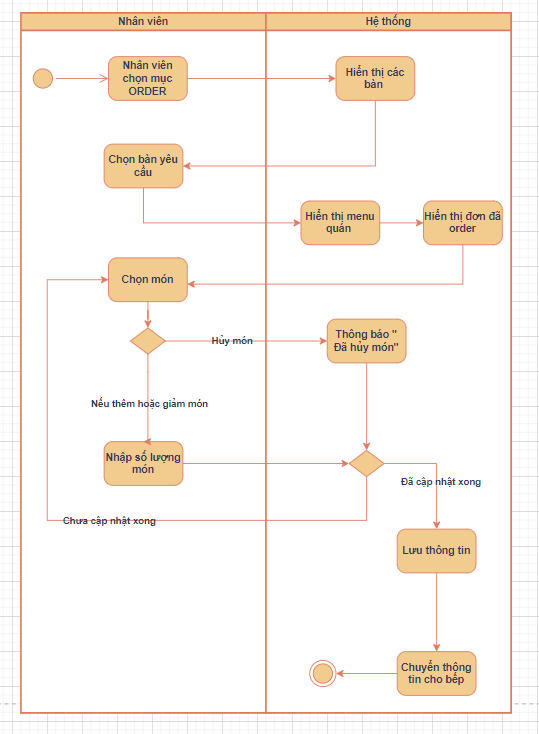 Nhân viên
Hệ thống
Nhân viên
chọn mục
ORDER
Hiển thị các
bàn
Chọn bàn yêu
cầu
Hiển thị menu
quán
Hiển thị đơn đã
order
Chọn món
Hủy món
Thông báo "
Đã hủy món"
Nếu thêm hoặc giảm món
Nhập số lượng
món
Đã cập nhật xong
Chưa cập nhật xong
Lưu thông tin
Chuyển thông
tin cho bếp